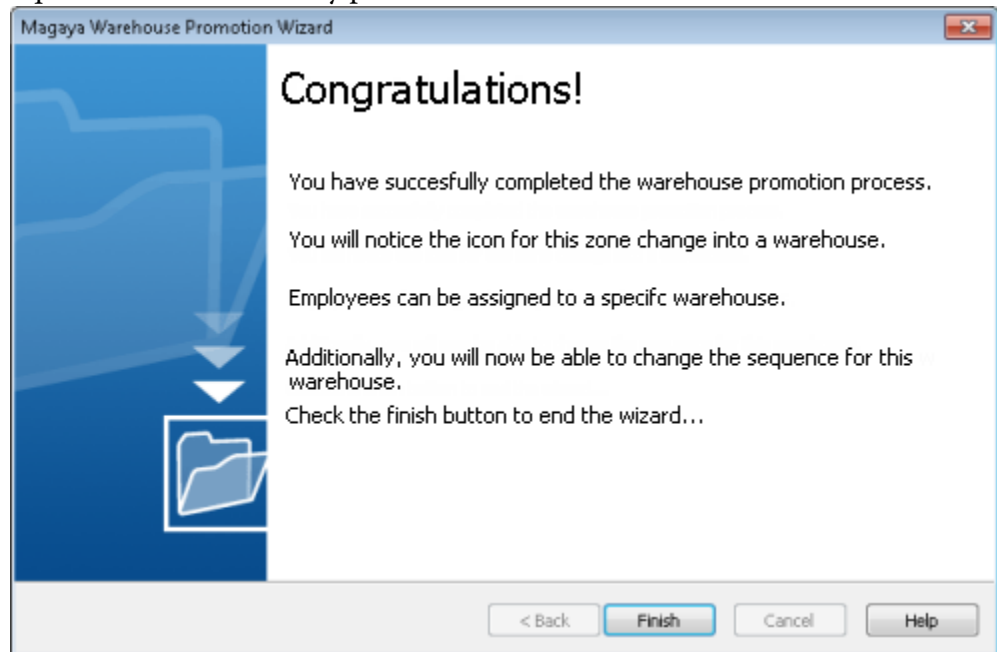 Magaya Warehouse Promotion Wizard
Congratulations!
You have succesfully completed the warehouse promotion process.
You will notice the icon for this zone change into a warehouse.
Employees can be assigned to a specifc warehouse.
Additionally, you will now be able to change the sequence for this
warehouse.
Check the finish button to end the wizard...
< Back Finish Cancel Help